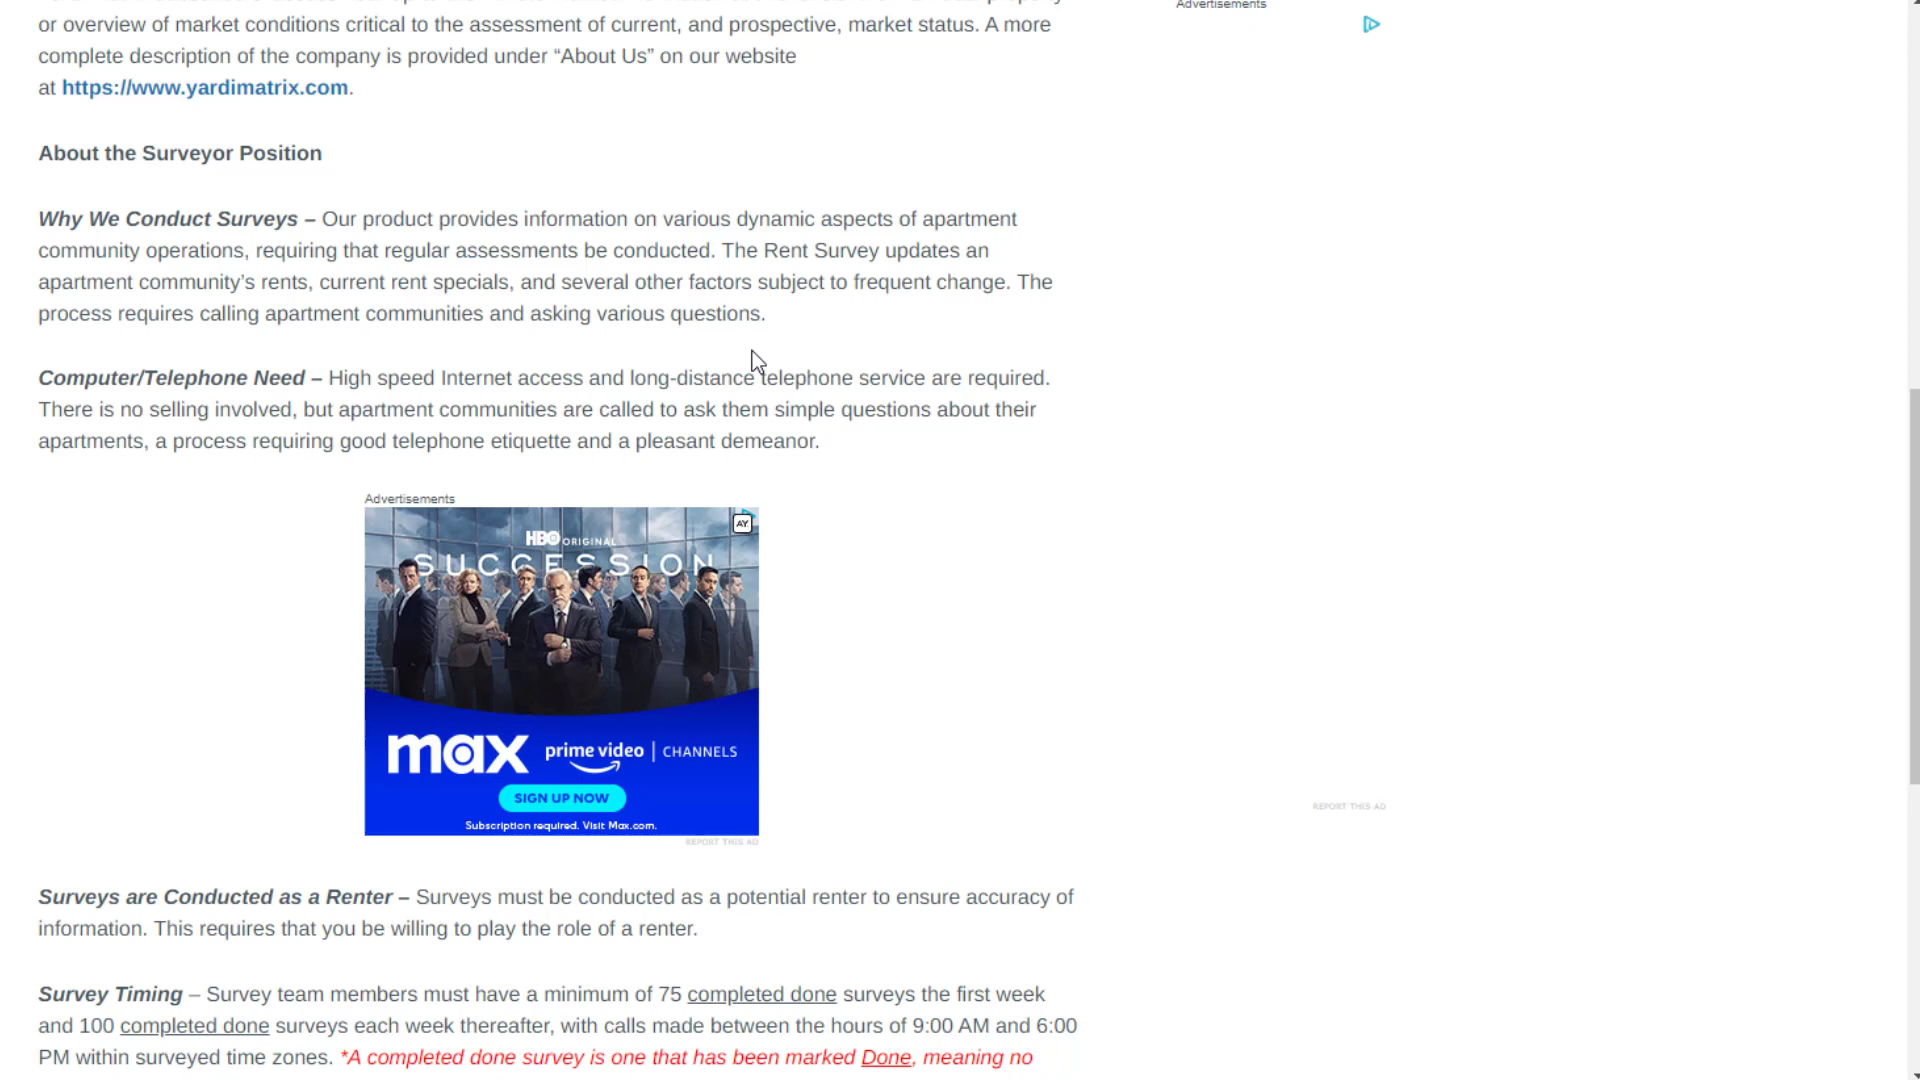 Advertisements
or overview of market conditions critical to the assessment of current, and prospective, market status. A more
complete description of the company is provided under “About Us” on our website
at https://www.yardimatrix.com.
About the Surveyor Position
Why We Conduct Surveys – Our product provides information on various dynamic aspects of apartment
community operations, requiring that regular assessments be conducted. The Rent Survey updates an
apartment community’s rents, current rent specials, and several other factors subject to frequent change. The
process requires calling apartment communities and asking various questions.
Computer/Telephone Need – High speed Internet access and long-distance telephone service are required.
There is no selling involved, but apartment communities are called to ask them simple questions about their
apartments, a process requiring good telephone etiquette and a pleasant demeanor.
Advertisements
AY
HBO ORIGINAL
SUCCESSION
max prime video | CHANNELS
SIGN UP NOW
Subscription required. Visit Max.com.
REPORT THIS AD
REPORT THIS AD
Surveys are Conducted as a Renter – Surveys must be conducted as a potential renter to ensure accuracy of
information. This requires that you be willing to play the role of a renter.
Survey Timing – Survey team members must have a minimum of 75 completed done surveys the first week
and 100 completed done surveys each week thereafter, with calls made between the hours of 9:00 AM and 6:00
PM within surveyed time zones. *A completed done survey is one that has been marked Done, meaning no